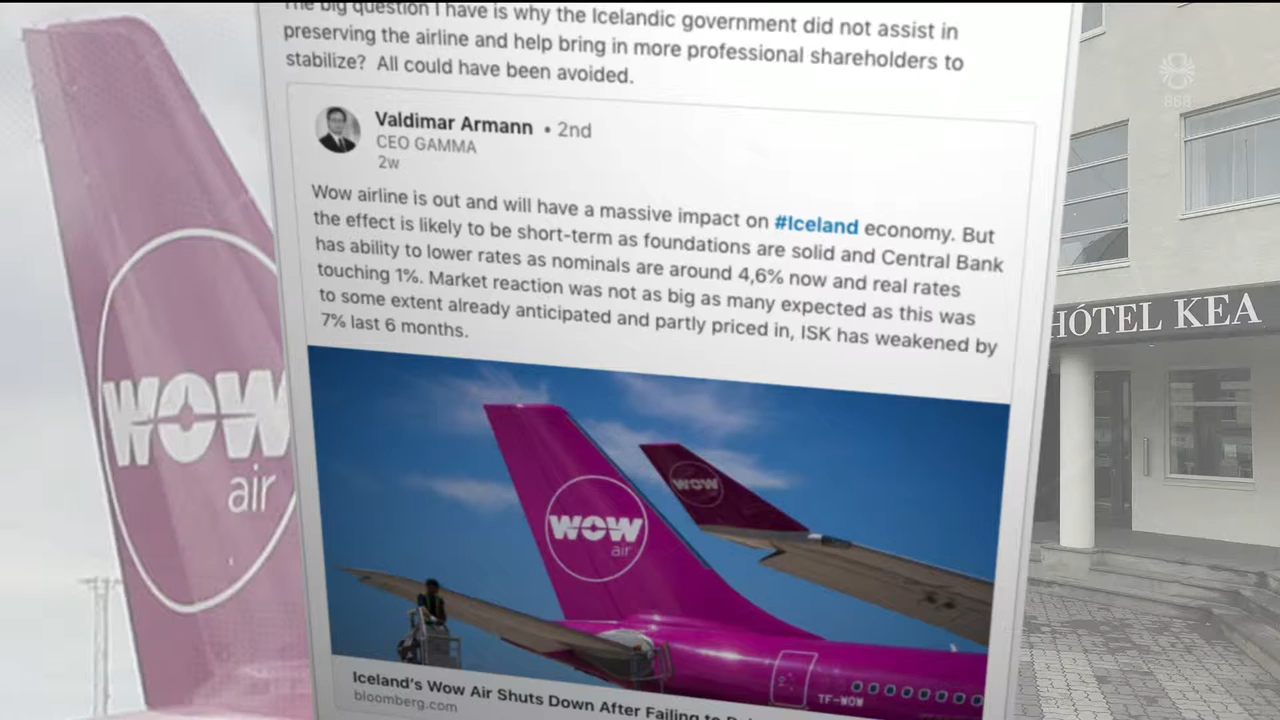 The big question I have is why the Icelandic government did not assist in
preserving the airline and help bring in more professional shareholders to
stabilize? All could have been avoided.
Valdimar Armann • 2nd
CEO GAMMA
2w
Wow airline is out and will have a massive impact on #Iceland economy. But
the effect is likely to be short-term as foundations are solid and Central Bank
has ability to lower rates as nominals are around 4,6% now and real rates
touching 1%. Market reaction was not as big as many expected as this was
to some extent already anticipated and partly priced in, ISK has weakened by
7% last 6 months.
WOW
air
WOW
air
WOW
TF-WOW
Iceland's Wow Air Shuts Down After Failing to
bloomberg.com
HÓTEL KEA